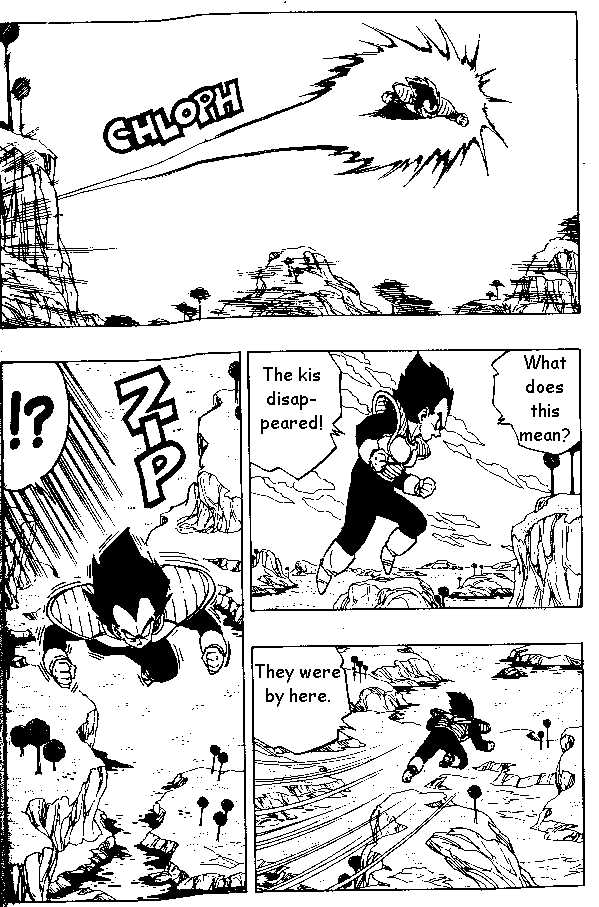 CHLOPH
What
does
this
mean?
The kis
disap-
peared!
They were
by here.
ZIP
!?